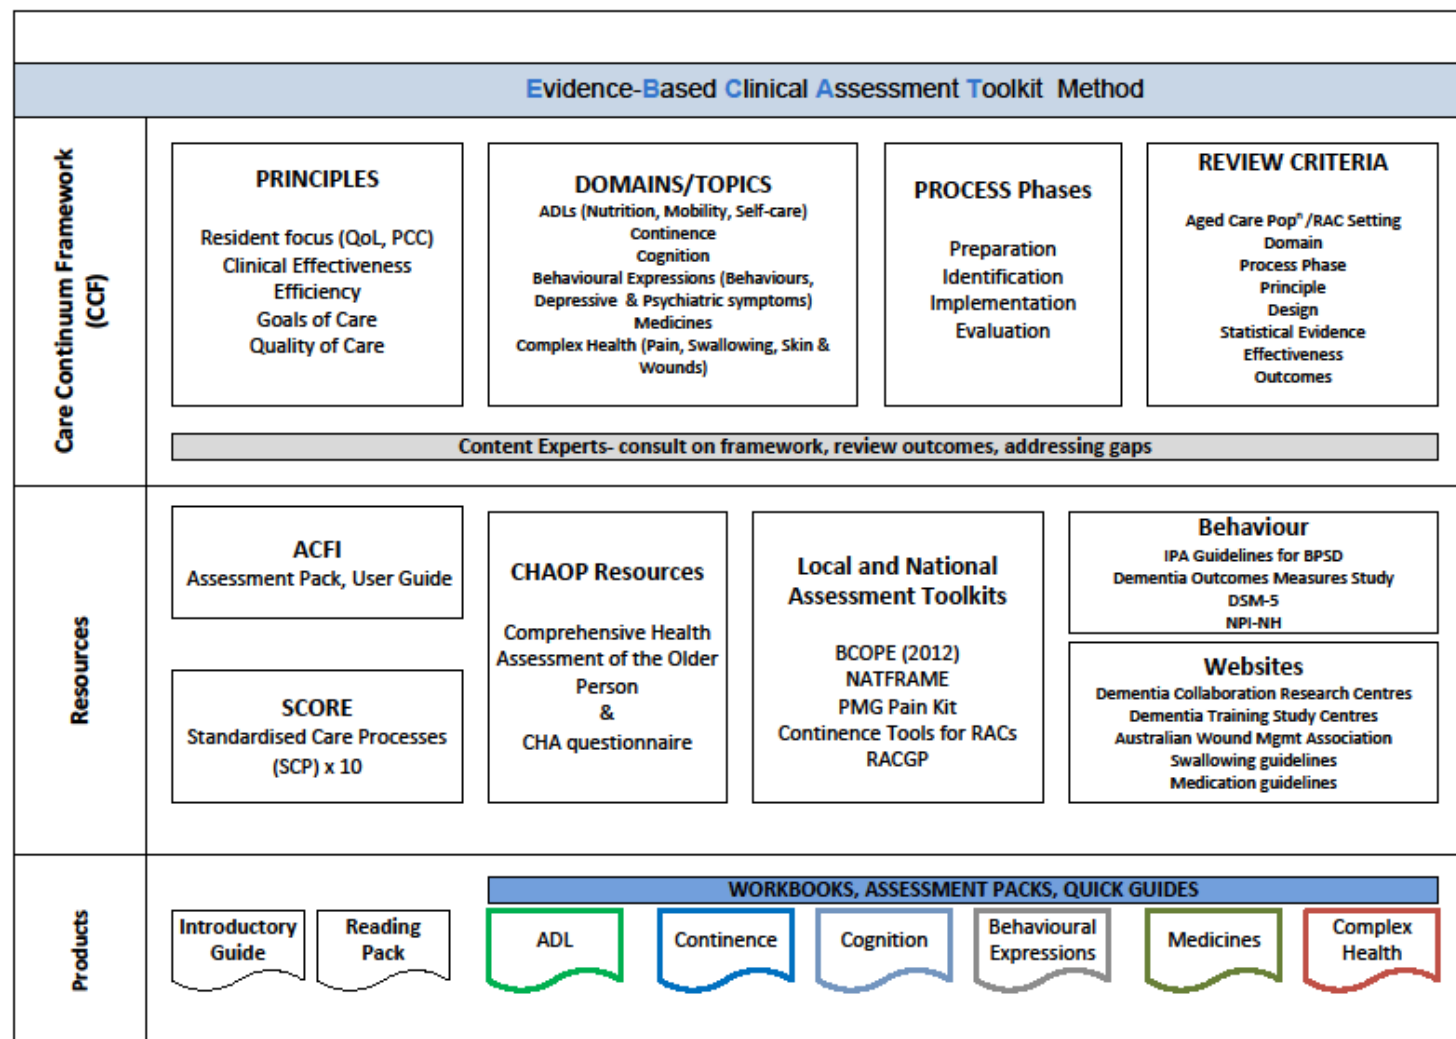 Evidence-Based Clinical Assessment Toolkit Method
Care Continuum Framework
(CCF)
PRINCIPLES
Resident focus (QoL, PCC)
Clinical Effectiveness
Efficiency
Goals of Care
Quality of Care
DOMAINS/TOPICS
ADLs (Nutrition, Mobility, Self-care)
Continence
Cognition
Behavioural Expressions (Behaviours,
Depressive & Psychiatric symptoms)
Medicines
Complex Health (Pain, Swallowing, Skin &
Wounds)
PROCESS Phases
Preparation
Identification
Implementation
Evaluation
REVIEW CRITERIA
Aged Care Popⁿ/RAC Setting
Domain
Process Phase
Principle
Design
Statistical Evidence
Effectiveness
Outcomes
Content Experts- consult on framework, review outcomes, addressing gaps
Resources
ACFI
Assessment Pack, User Guide
SCORE
Standardised Care Processes
(SCP) x 10
CHAOP Resources
Comprehensive Health
Assessment of the Older
Person
&
CHA questionnaire
Local and National
Assessment Toolkits
BCOPE (2012)
NATFRAME
PMG Pain Kit
Continence Tools for RACs
RACGP
Behaviour
IPA Guidelines for BPSD
Dementia Outcomes Measures Study
DSM-5
NPI-NH
Websites
Dementia Collaboration Research Centres
Dementia Training Study Centres
Australian Wound Mgmt Association
Swallowing guidelines
Medication guidelines
Products
Introductory
Guide
Reading
Pack
WORKBOOKS, ASSESSMENT PACKS, QUICK GUIDES
ADL
Continence
Cognition
Behavioural
Expressions
Medicines
Complex
Health